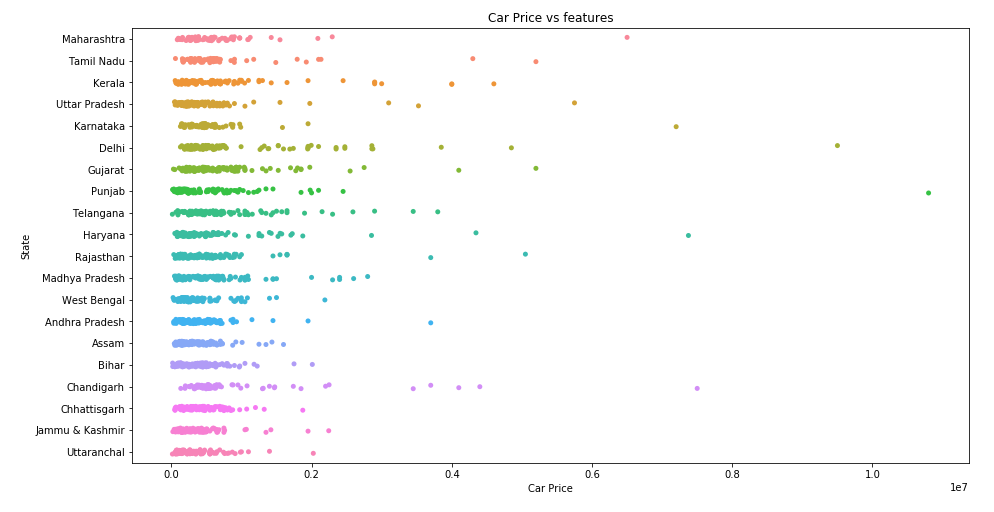 Car Price vs features
State
Maharashtra
Tamil Nadu
Kerala
Uttar Pradesh
Karnataka
Delhi
Gujarat
Punjab
Telangana
Haryana
Rajasthan
Madhya Pradesh
West Bengal
Andhra Pradesh
Assam
Bihar
Chandigarh
Chhattisgarh
Jammu & Kashmir
Uttaranchal
0.0 0.2 0.4 0.6 0.8 1.0
1e7
Car Price